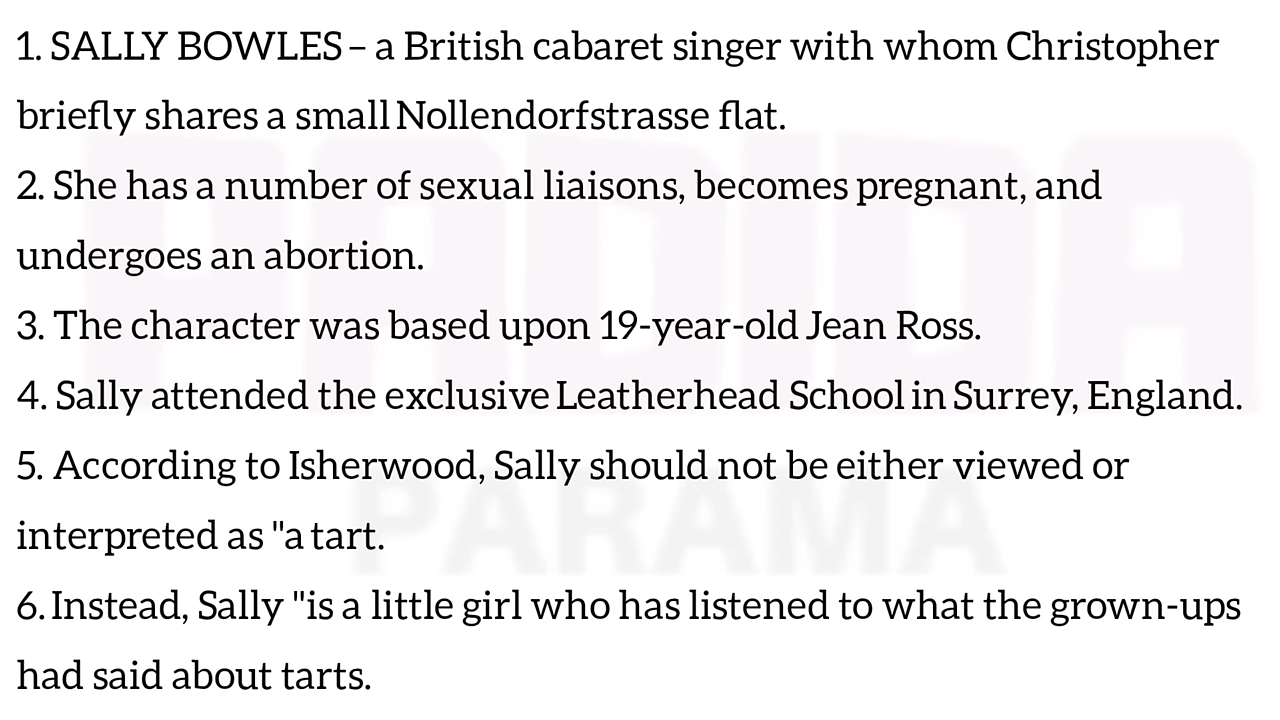 1. SALLY BOWLES – a British cabaret singer with whom Christopher
briefly shares a small Nollendorfstrasse flat.
2. She has a number of sexual liaisons, becomes pregnant, and
undergoes an abortion.
3. The character was based upon 19-year-old Jean Ross.
4. Sally attended the exclusive Leatherhead School in Surrey, England.
5. According to Isherwood, Sally should not be either viewed or
interpreted as "a tart.
6. Instead, Sally "is a little girl who has listened to what the grown-ups
had said about tarts.
PADIDA
PARAMA